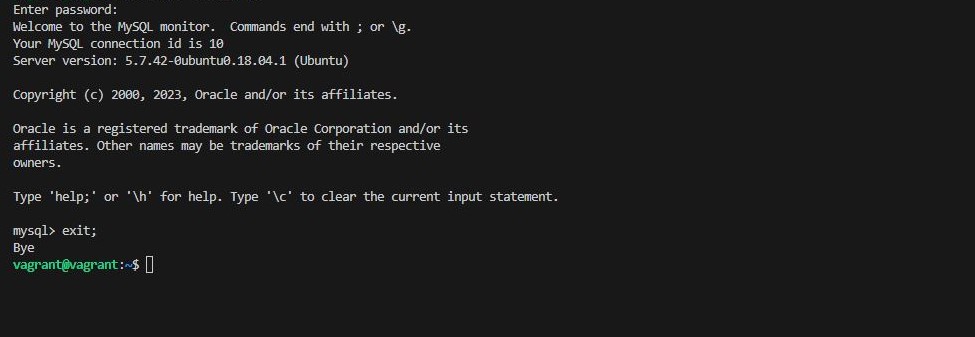 Enter password:
Welcome to the MySQL monitor.  Commands end with ; or \g.
Your MySQL connection id is 10
Server version: 5.7.42-0ubuntu0.18.04.1 (Ubuntu)
Copyright (c) 2000, 2023, Oracle and/or its affiliates.
Oracle is a registered trademark of Oracle Corporation and/or its
affiliates. Other names may be trademarks of their respective
owners.
Type 'help;' or '\h' for help. Type '\c' to clear the current input statement.
mysql> exit;
Bye
vagrant@vagrant:~$